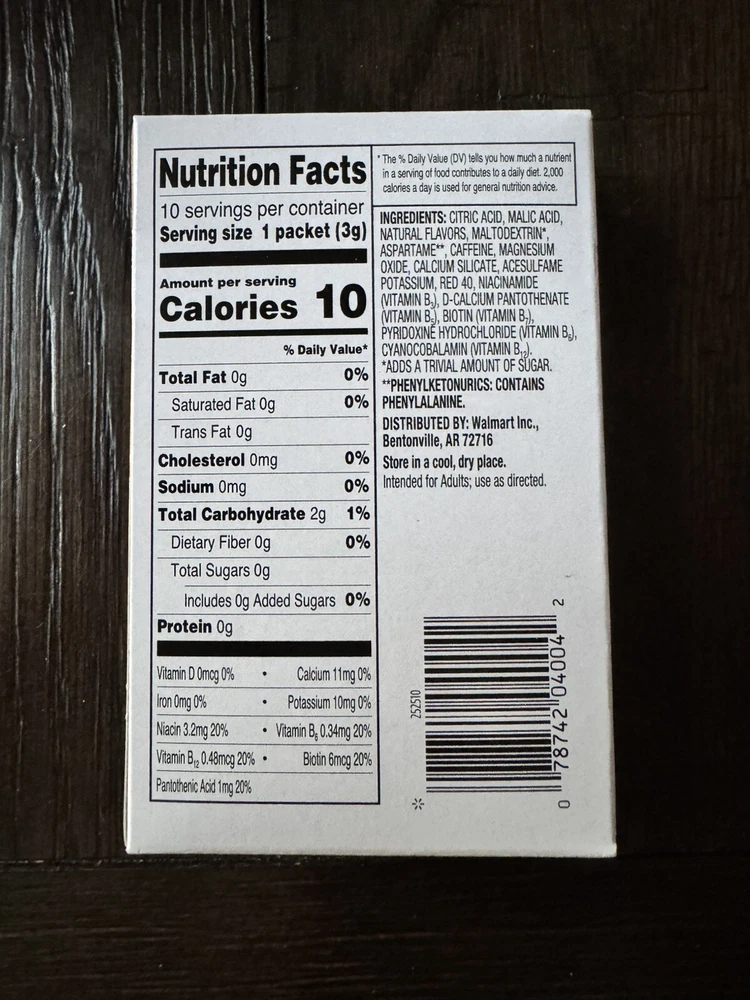 Nutrition Facts
10 servings per container
Serving size 1 packet (3g)
Amount per serving
Calories 10
% Daily Value*
Total Fat 0g 0%
Saturated Fat 0g 0%
Trans Fat 0g
Cholesterol 0mg 0%
Sodium 0mg 0%
Total Carbohydrate 2g 1%
Dietary Fiber 0g 0%
Total Sugars 0g
Includes 0g Added Sugars 0%
Protein 0g
Vitamin D 0mcg 0% • Calcium 11mg 0%
Iron 0mg 0% • Potassium 10mg 0%
Niacin 3.2mg 20% • Vitamin B₆ 0.34mg 20%
Vitamin B₁₂ 0.48mcg 20% • Biotin 6mcg 20%
Pantothenic Acid 1mg 20%
* The % Daily Value (DV) tells you how much a nutrient
in a serving of food contributes to a daily diet. 2,000
calories a day is used for general nutrition advice.
INGREDIENTS: CITRIC ACID, MALIC ACID,
NATURAL FLAVORS, MALTODEXTRIN*,
ASPARTAME**, CAFFEINE, MAGNESIUM
OXIDE, CALCIUM SILICATE, ACESULFAME
POTASSIUM, RED 40, NIACINAMIDE
(VITAMIN B₃), D-CALCIUM PANTOTHENATE
(VITAMIN B₅), BIOTIN (VITAMIN B₇),
PYRIDOXINE HYDROCHLORIDE (VITAMIN B₆),
CYANOCOBALAMIN (VITAMIN B₁₂).
*ADDS A TRIVIAL AMOUNT OF SUGAR.
**PHENYLKETONURICS: CONTAINS
PHENYLALANINE.
DISTRIBUTED BY: Walmart Inc.,
Bentonville, AR 72716
Store in a cool, dry place.
Intended for Adults; use as directed.
252510
0 78742 04004 2